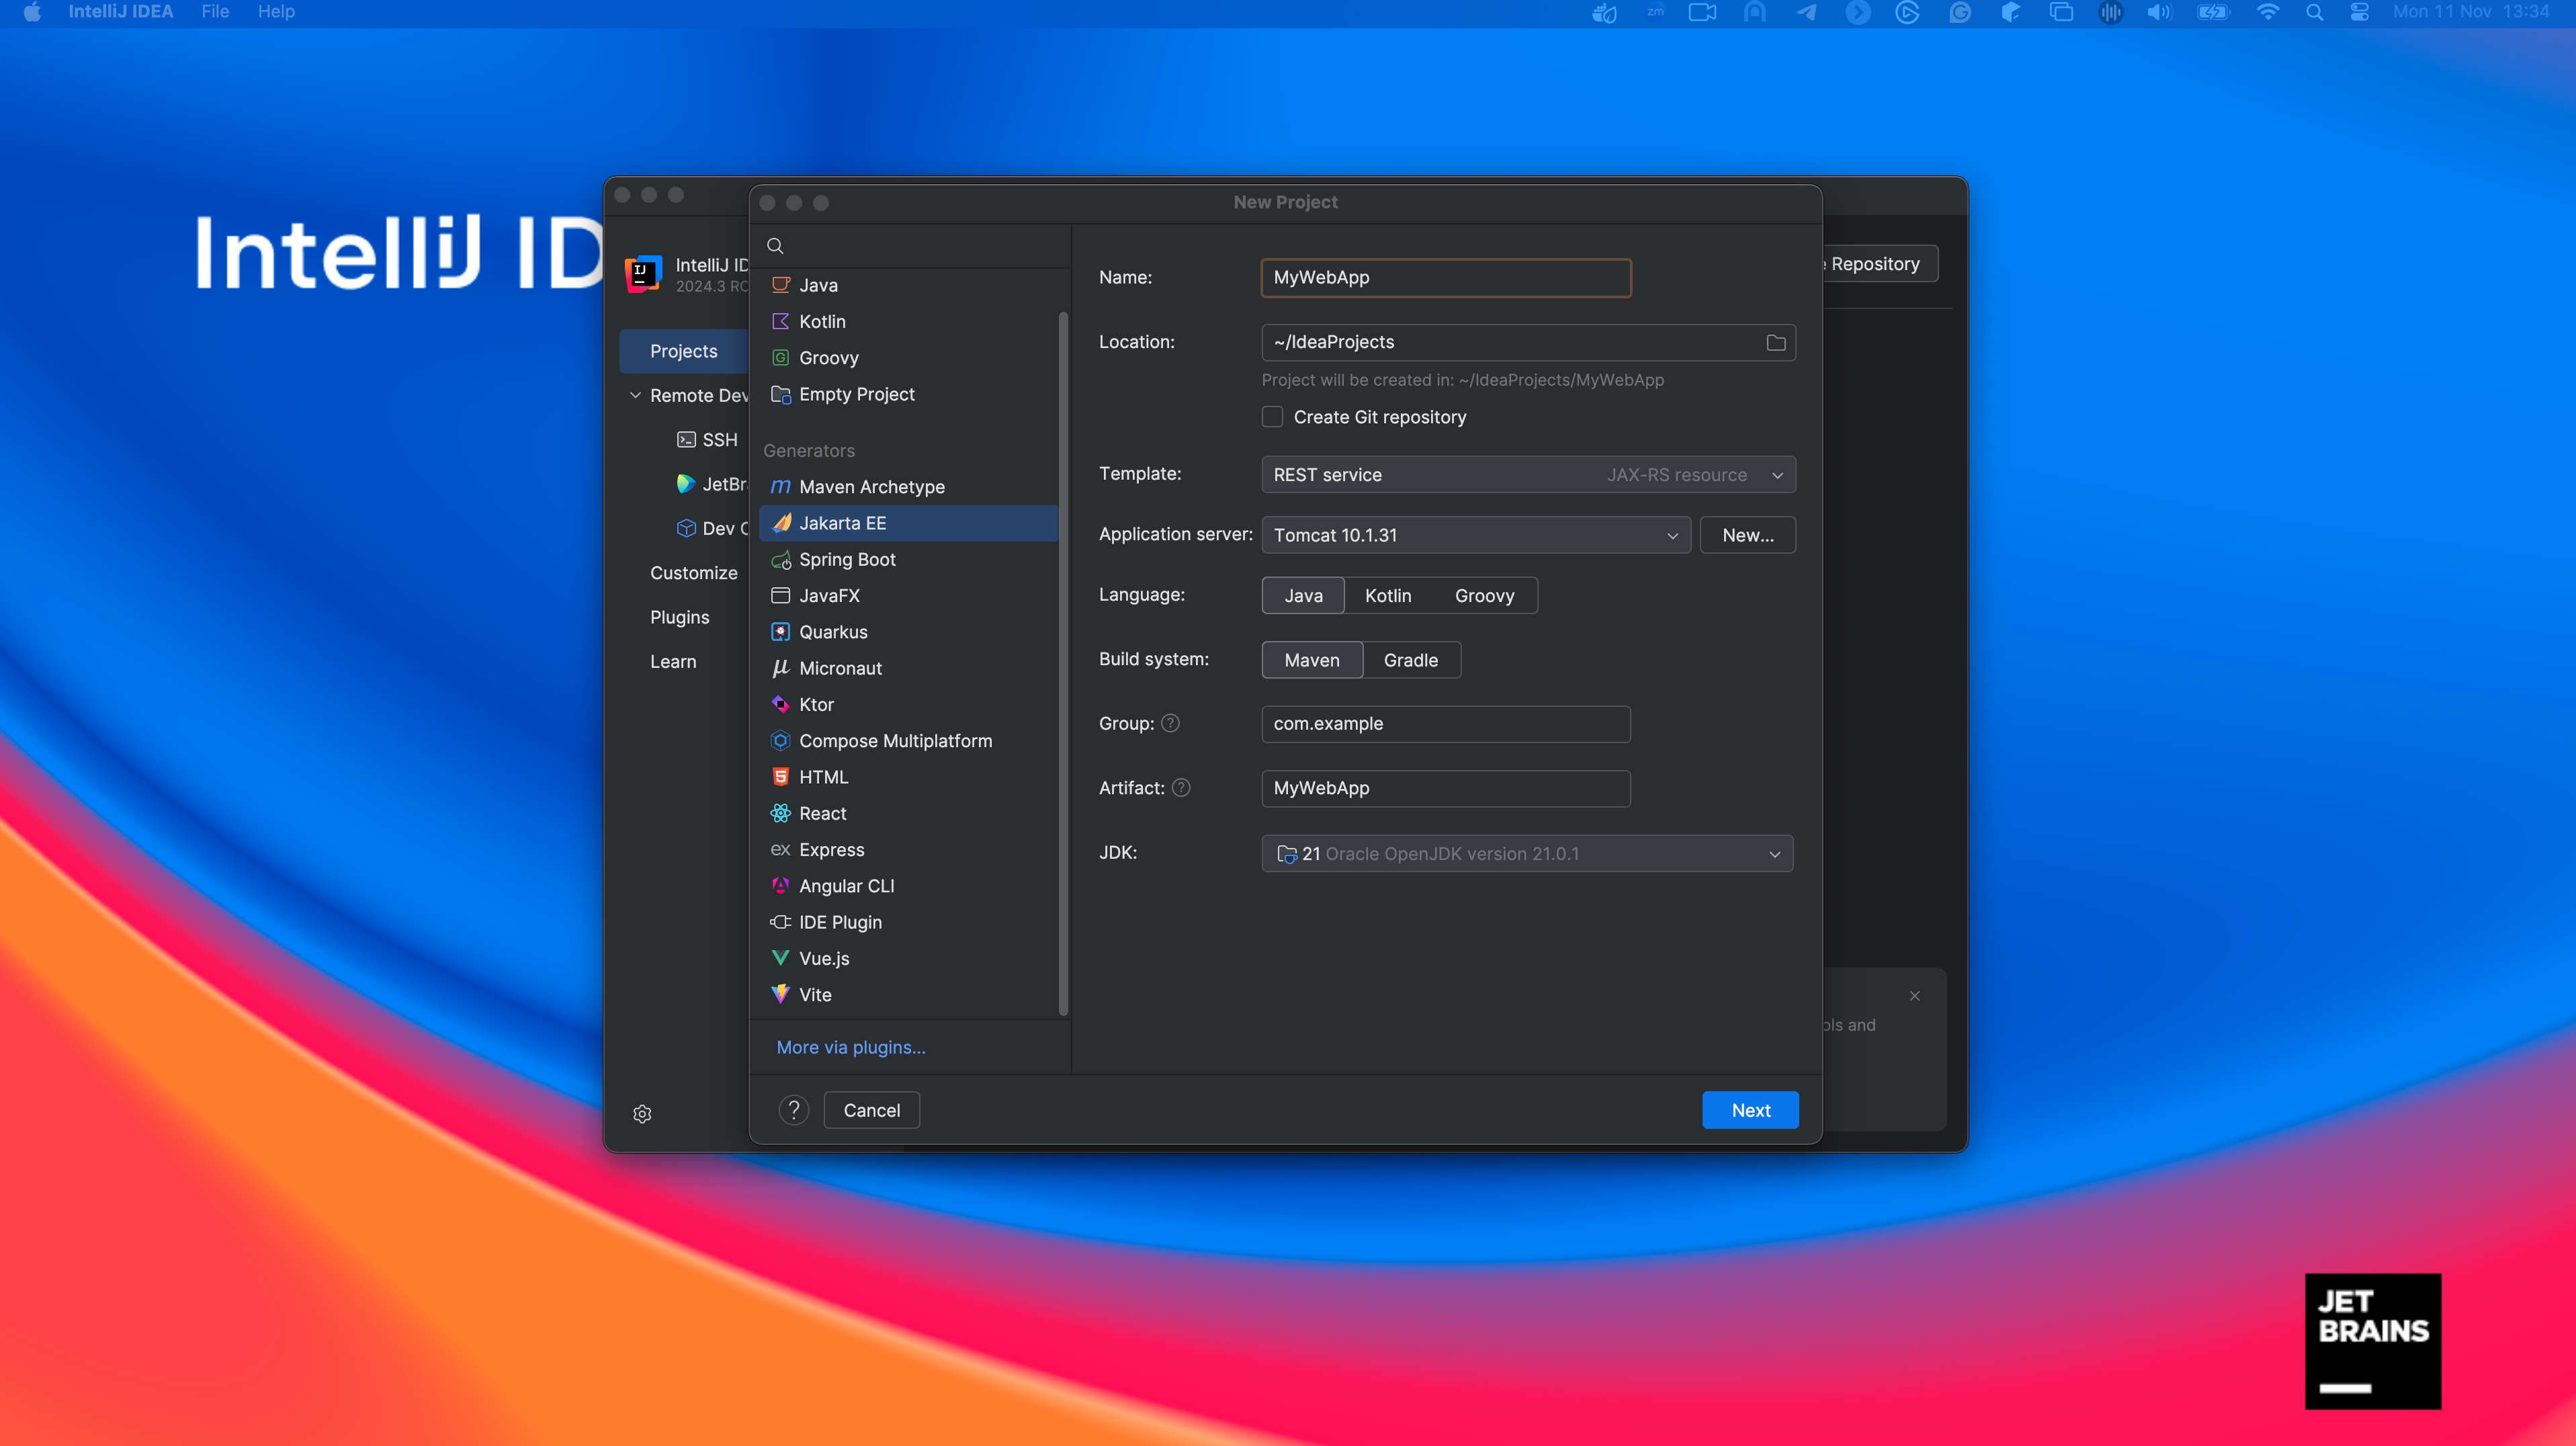 IntelliJ IDEA File Help
zm
Mon 11 Nov 13:34
IntelliJ ID
IntelliJ ID
2024.3 RC
Projects
Remote Dev
SSH
JetBra
Dev C
Customize
Plugins
Learn
e Repository
ols and
New Project
Java
Kotlin
Groovy
Empty Project
Generators
Maven Archetype
Jakarta EE
Spring Boot
JavaFX
Quarkus
Micronaut
Ktor
Compose Multiplatform
HTML
React
ex Express
Angular CLI
IDE Plugin
Vue.js
Vite
More via plugins...
Name: MyWebApp
Location: ~/IdeaProjects
Project will be created in: ~/IdeaProjects/MyWebApp
Create Git repository
Template: REST service JAX-RS resource
Application server: Tomcat 10.1.31 New...
Language: Java Kotlin Groovy
Build system: Maven Gradle
Group: ? com.example
Artifact: ? MyWebApp
JDK: 21 Oracle OpenJDK version 21.0.1
? Cancel Next
JET
BRAINS